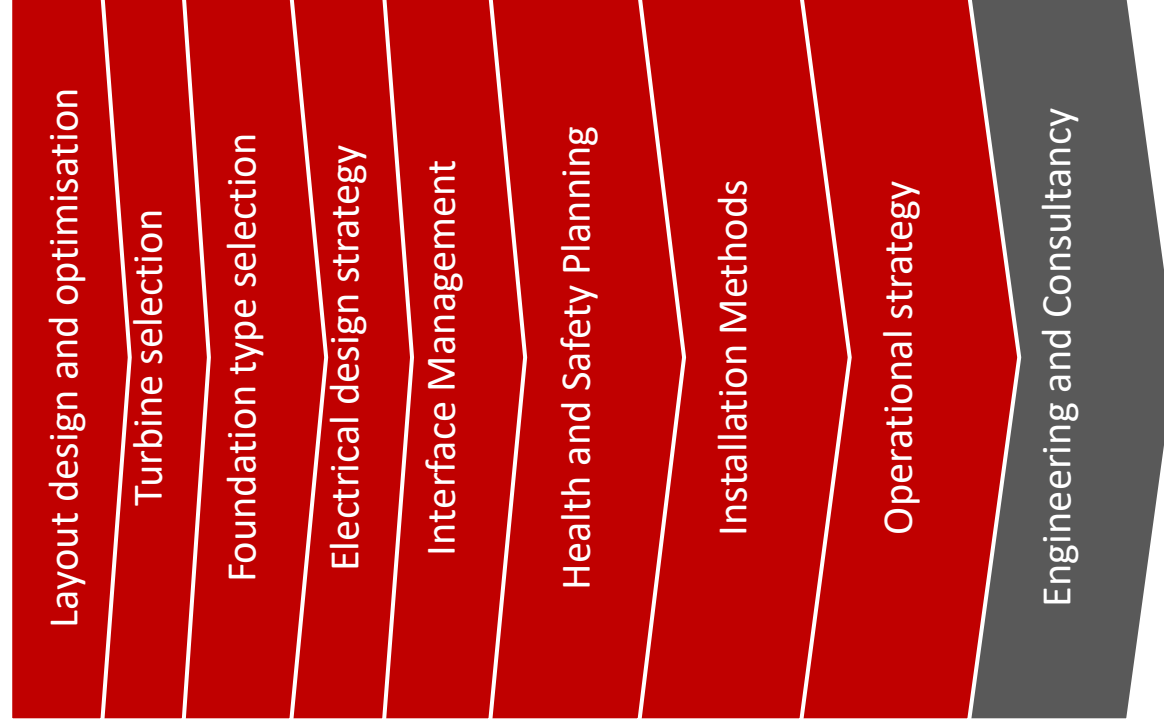 Layout design and optimisation
Turbine selection
Foundation type selection
Electrical design strategy
Interface Management
Health and Safety Planning
Installation Methods
Operational strategy
Engineering and Consultancy